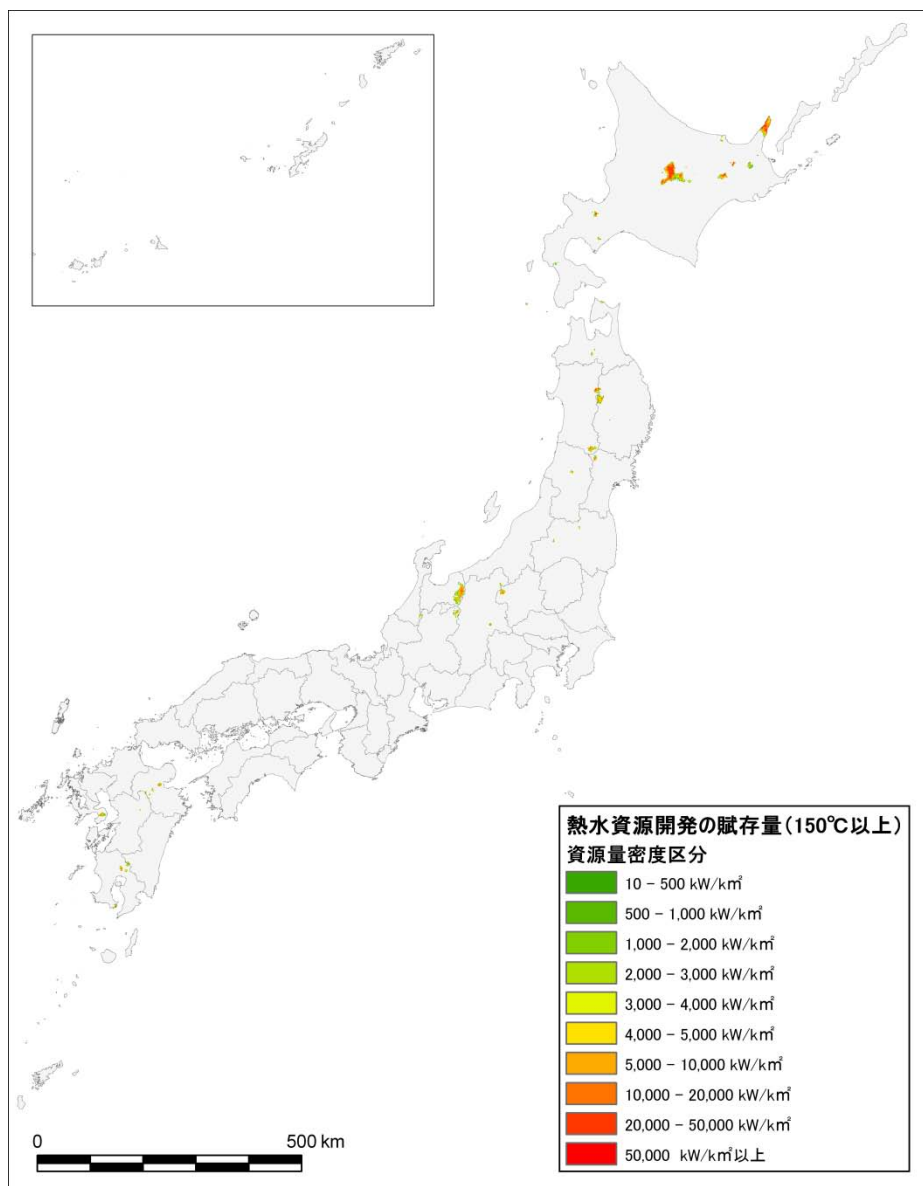 熱水資源開発の賦存量(150℃以上)
資源量密度区分
10 - 500 kW/k㎡
500 - 1,000 kW/k㎡
1,000 - 2,000 kW/k㎡
2,000 - 3,000 kW/k㎡
3,000 - 4,000 kW/k㎡
4,000 - 5,000 kW/k㎡
5,000 - 10,000 kW/k㎡
10,000 - 20,000 kW/k㎡
20,000 - 50,000 kW/k㎡
50,000 kW/k㎡以上
0 500 km